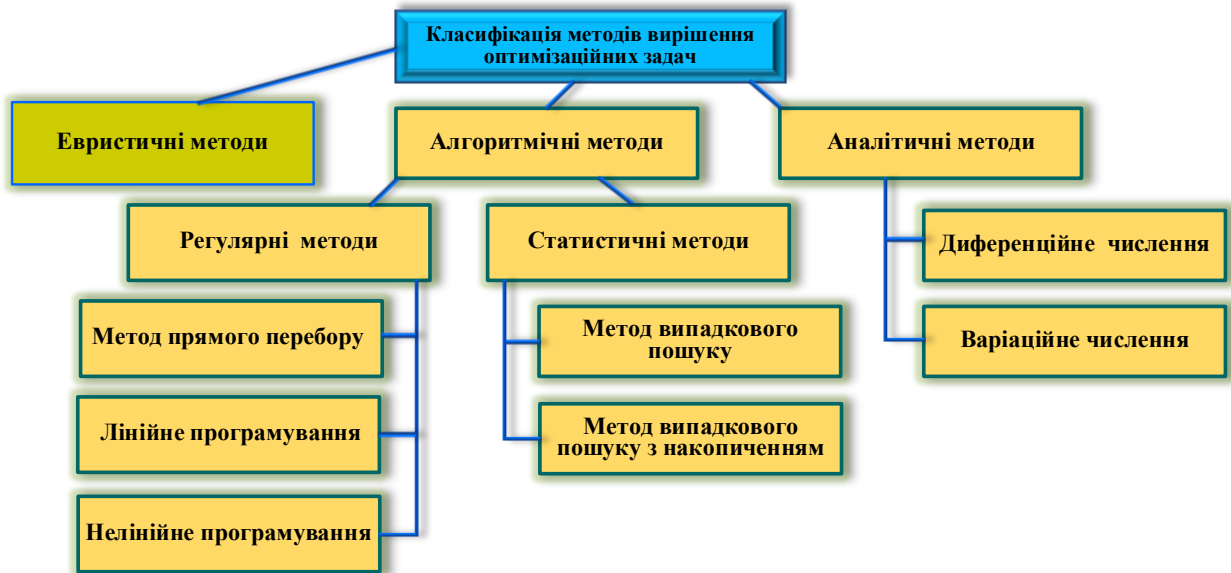 Класифікація методів вирішення
оптимізаційних задач
Евристичні методи
Алгоритмічні методи
Аналітичні методи
Регулярні методи
Статистичні методи
Диференційне числення
Метод прямого перебору
Метод випадкового
пошуку
Варіаційне числення
Лінійне програмування
Метод випадкового
пошуку з накопиченням
Нелінійне програмування